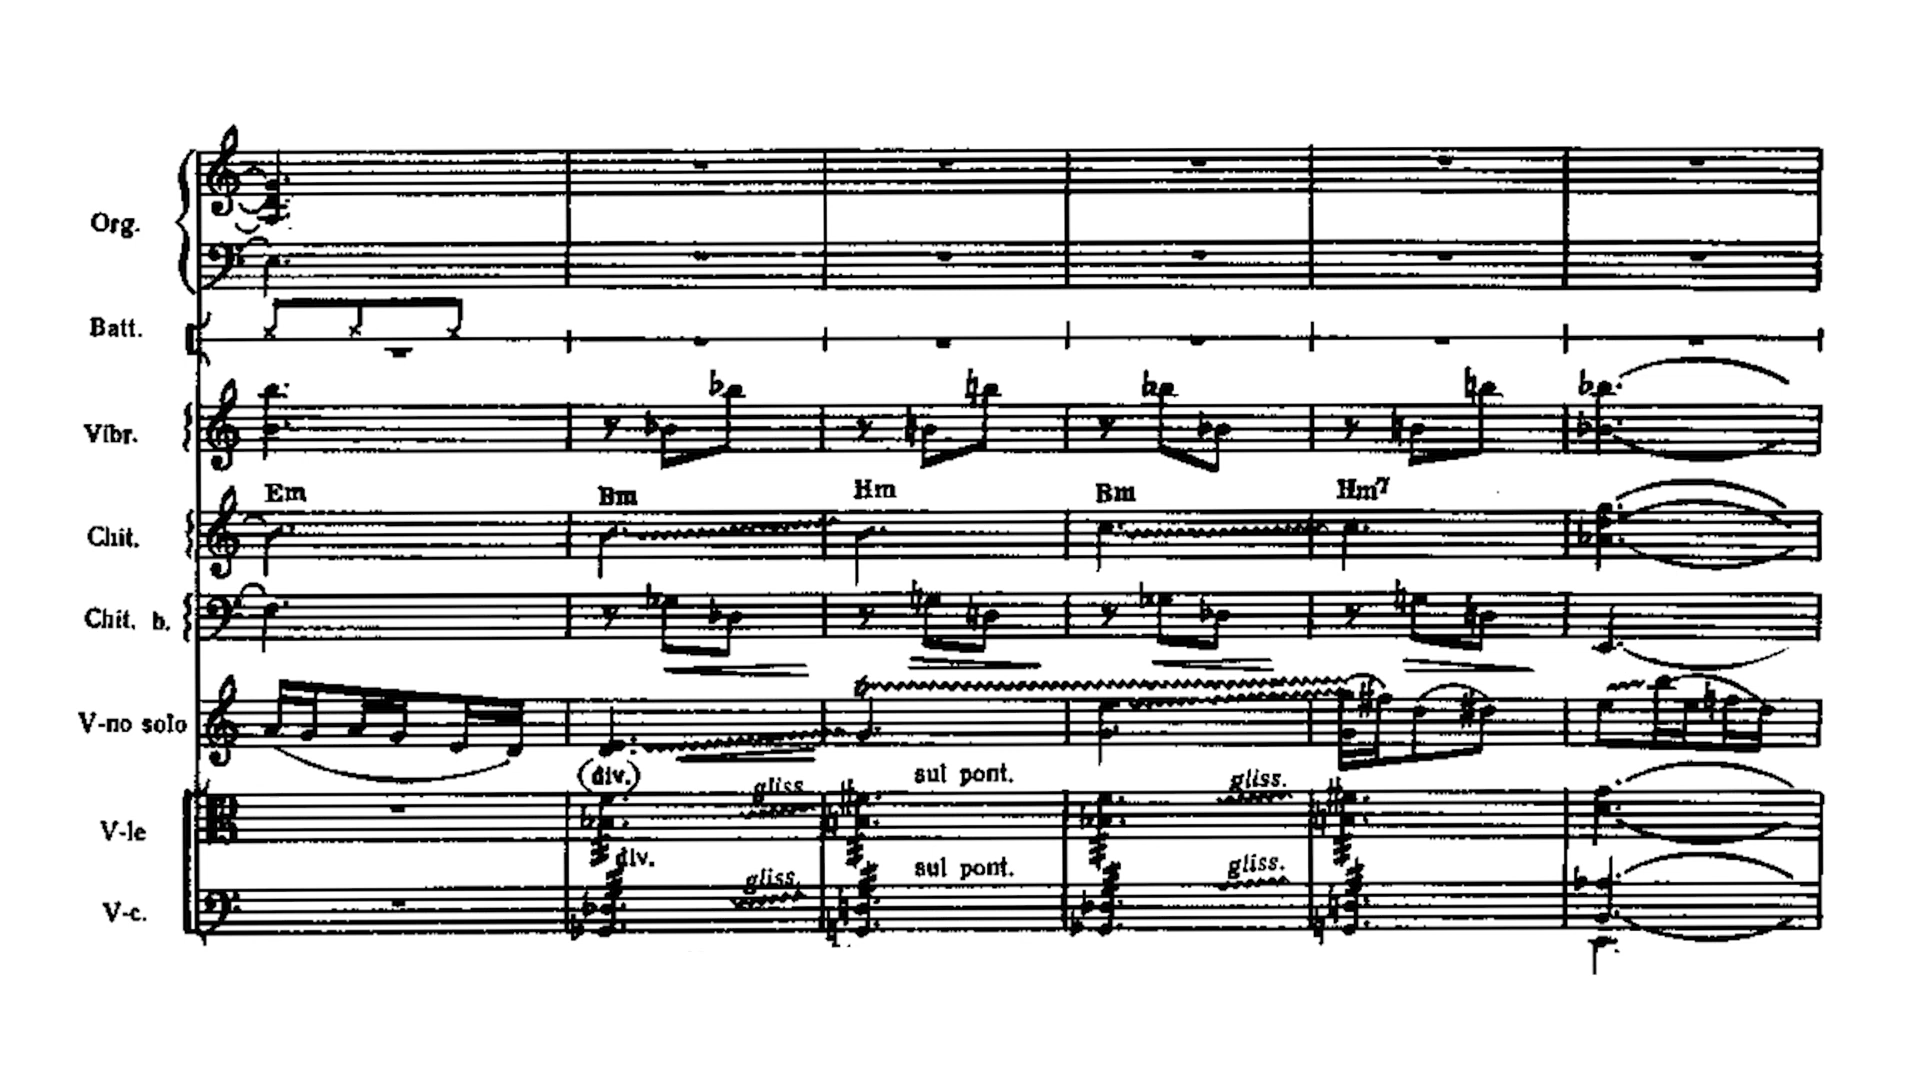 Org.
Batt.
Vibr.
Em Bm Hm Bm Hm7
Chit.
Chit. b.
V-no solo
(div.) gliss. sul pont. gliss.
V-le
div. gliss. sul pont. gliss.
V-c.